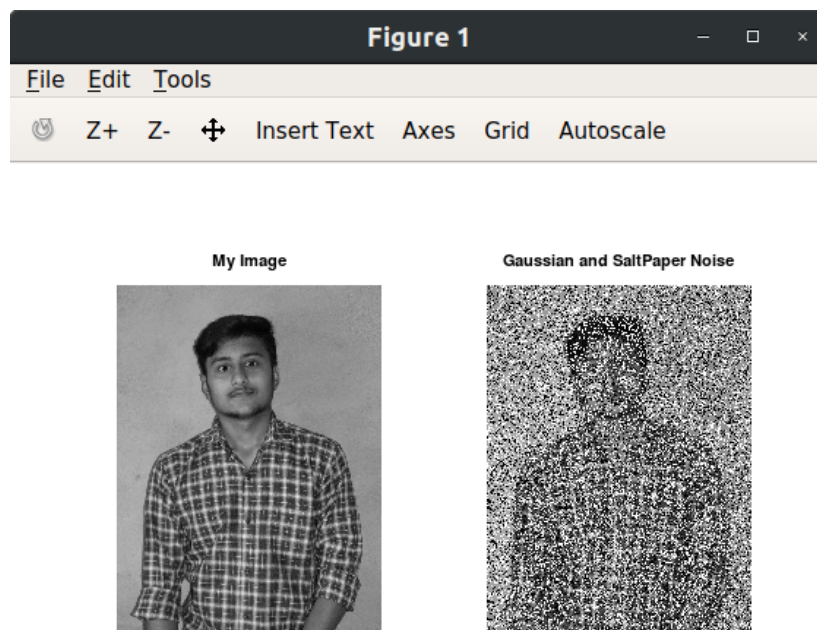 Figure 1
File Edit Tools
Z+ Z- Insert Text Axes Grid Autoscale
My Image
Gaussian and SaltPaper Noise